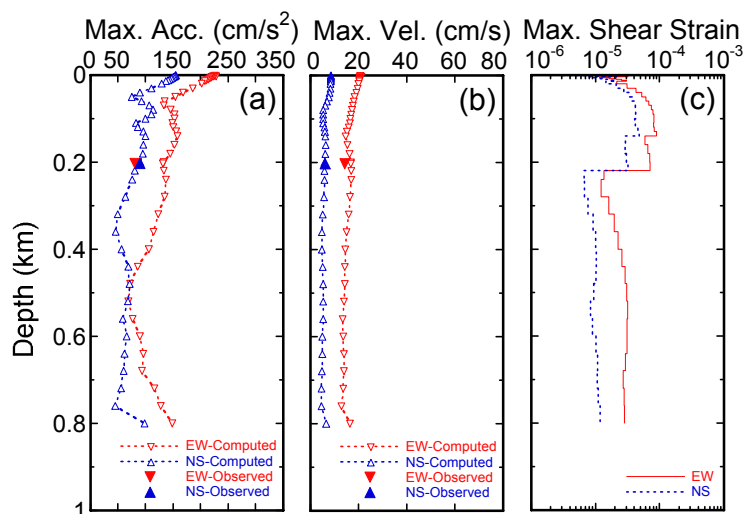 Max. Acc. (cm/s²) Max. Vel. (cm/s) Max. Shear Strain
50 150 250 350 0 20 40 60 80 10⁻⁶ 10⁻⁵ 10⁻⁴ 10⁻³
0 (a) (b) (c)
0.2
0.4
Depth (km)
0.6
0.8
1
EW-Computed
NS-Computed
EW-Observed
NS-Observed
EW-Computed
NS-Computed
EW-Observed
NS-Observed
EW
NS